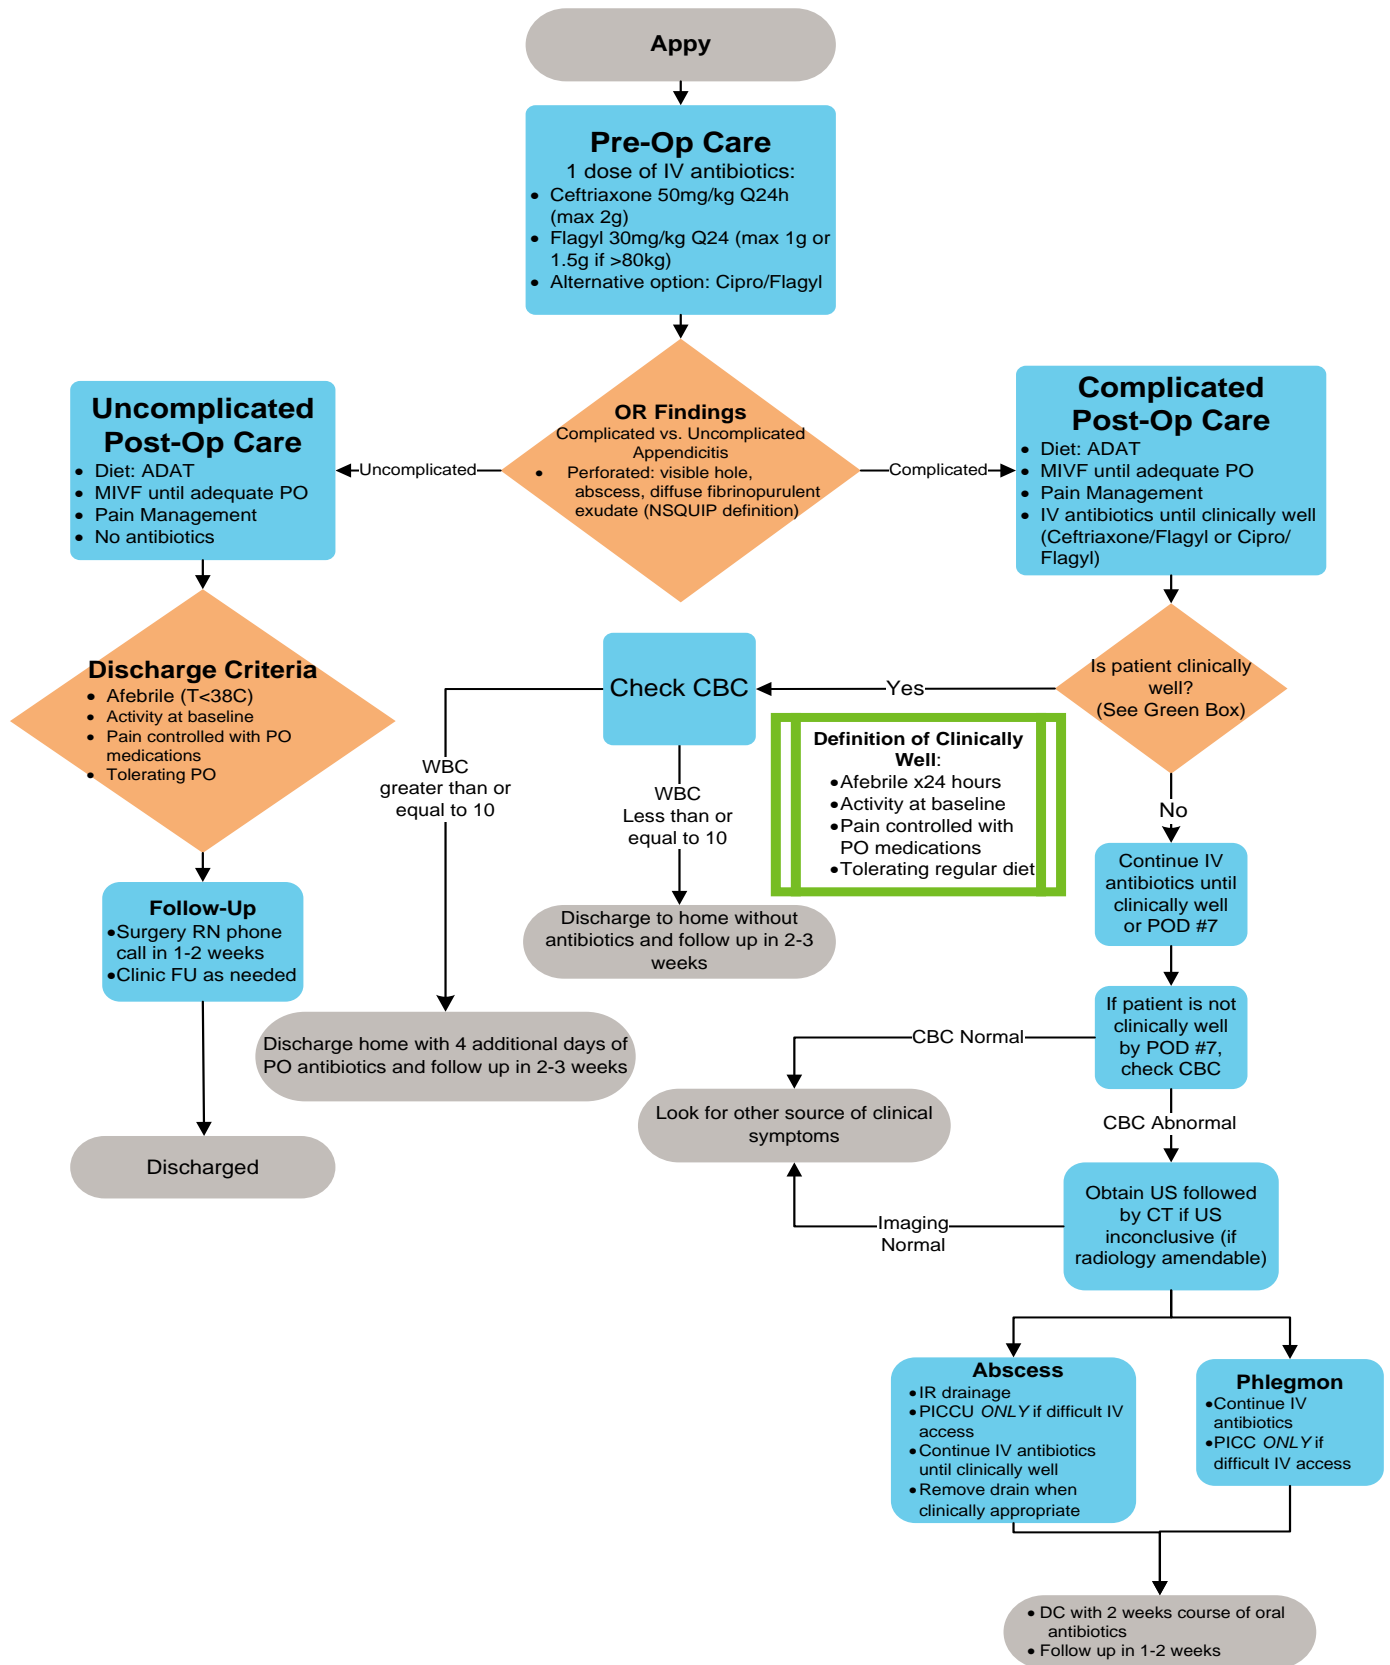 Appy
Pre-Op Care
1 dose of IV antibiotics:
• Ceftriaxone 50mg/kg Q24h
(max 2g)
• Flagyl 30mg/kg Q24 (max 1g or
1.5g if >80kg)
• Alternative option: Cipro/Flagyl
OR Findings
Complicated vs. Uncomplicated
Appendicitis
• Perforated: visible hole,
abscess, diffuse fibrinopurulent
exudate (NSQUIP definition)
Uncomplicated
Complicated
Uncomplicated
Post-Op Care
• Diet: ADAT
• MIVF until adequate PO
• Pain Management
• No antibiotics
Complicated
Post-Op Care
• Diet: ADAT
• MIVF until adequate PO
• Pain Management
• IV antibiotics until clinically well
(Ceftriaxone/Flagyl or Cipro/
Flagyl)
Discharge Criteria
• Afebrile (T<38C)
• Activity at baseline
• Pain controlled with PO
medications
• Tolerating PO
Follow-Up
• Surgery RN phone
call in 1-2 weeks
• Clinic FU as needed
Discharged
Is patient clinically
well?
(See Green Box)
Yes
No
Check CBC
WBC
greater than or
equal to 10
WBC
Less than or
equal to 10
Definition of Clinically
Well:
• Afebrile x24 hours
• Activity at baseline
• Pain controlled with
PO medications
• Tolerating regular diet
Discharge to home without
antibiotics and follow up in 2-3
weeks
Discharge home with 4 additional days of
PO antibiotics and follow up in 2-3 weeks
Continue IV
antibiotics until
clinically well
or POD #7
If patient is not
clinically well
by POD #7,
check CBC
CBC Normal
CBC Abnormal
Look for other source of clinical
symptoms
Obtain US followed
by CT if US
inconclusive (if
radiology amendable)
Imaging
Normal
Abscess
• IR drainage
• PICCU ONLY if difficult IV
access
• Continue IV antibiotics
until clinically well
• Remove drain when
clinically appropriate
Phlegmon
• Continue IV
antibiotics
• PICC ONLY if
difficult IV access
• DC with 2 weeks course of oral
antibiotics
• Follow up in 1-2 weeks